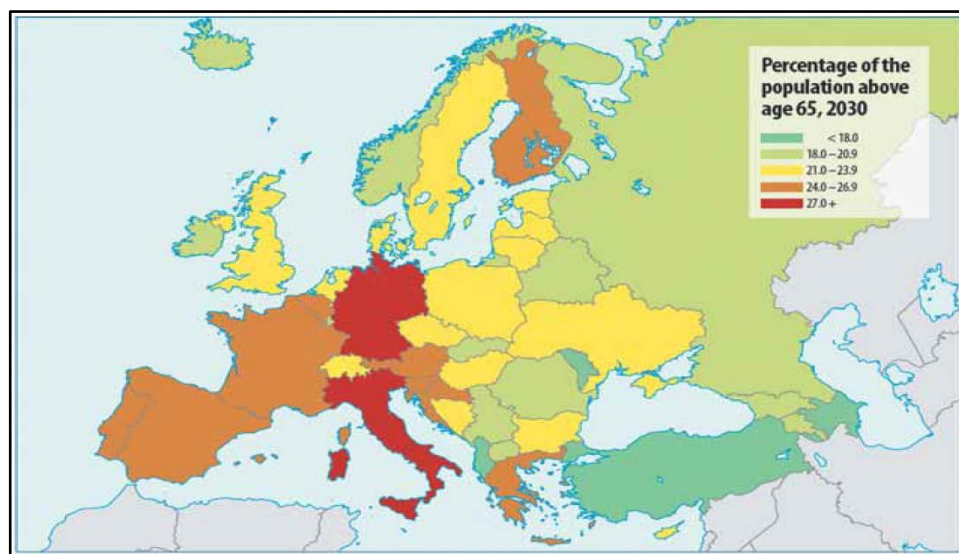 Percentage of the
population above
age 65, 2030
< 18.0
18.0 – 20.9
21.0 – 23.9
24.0 – 26.9
27.0 +